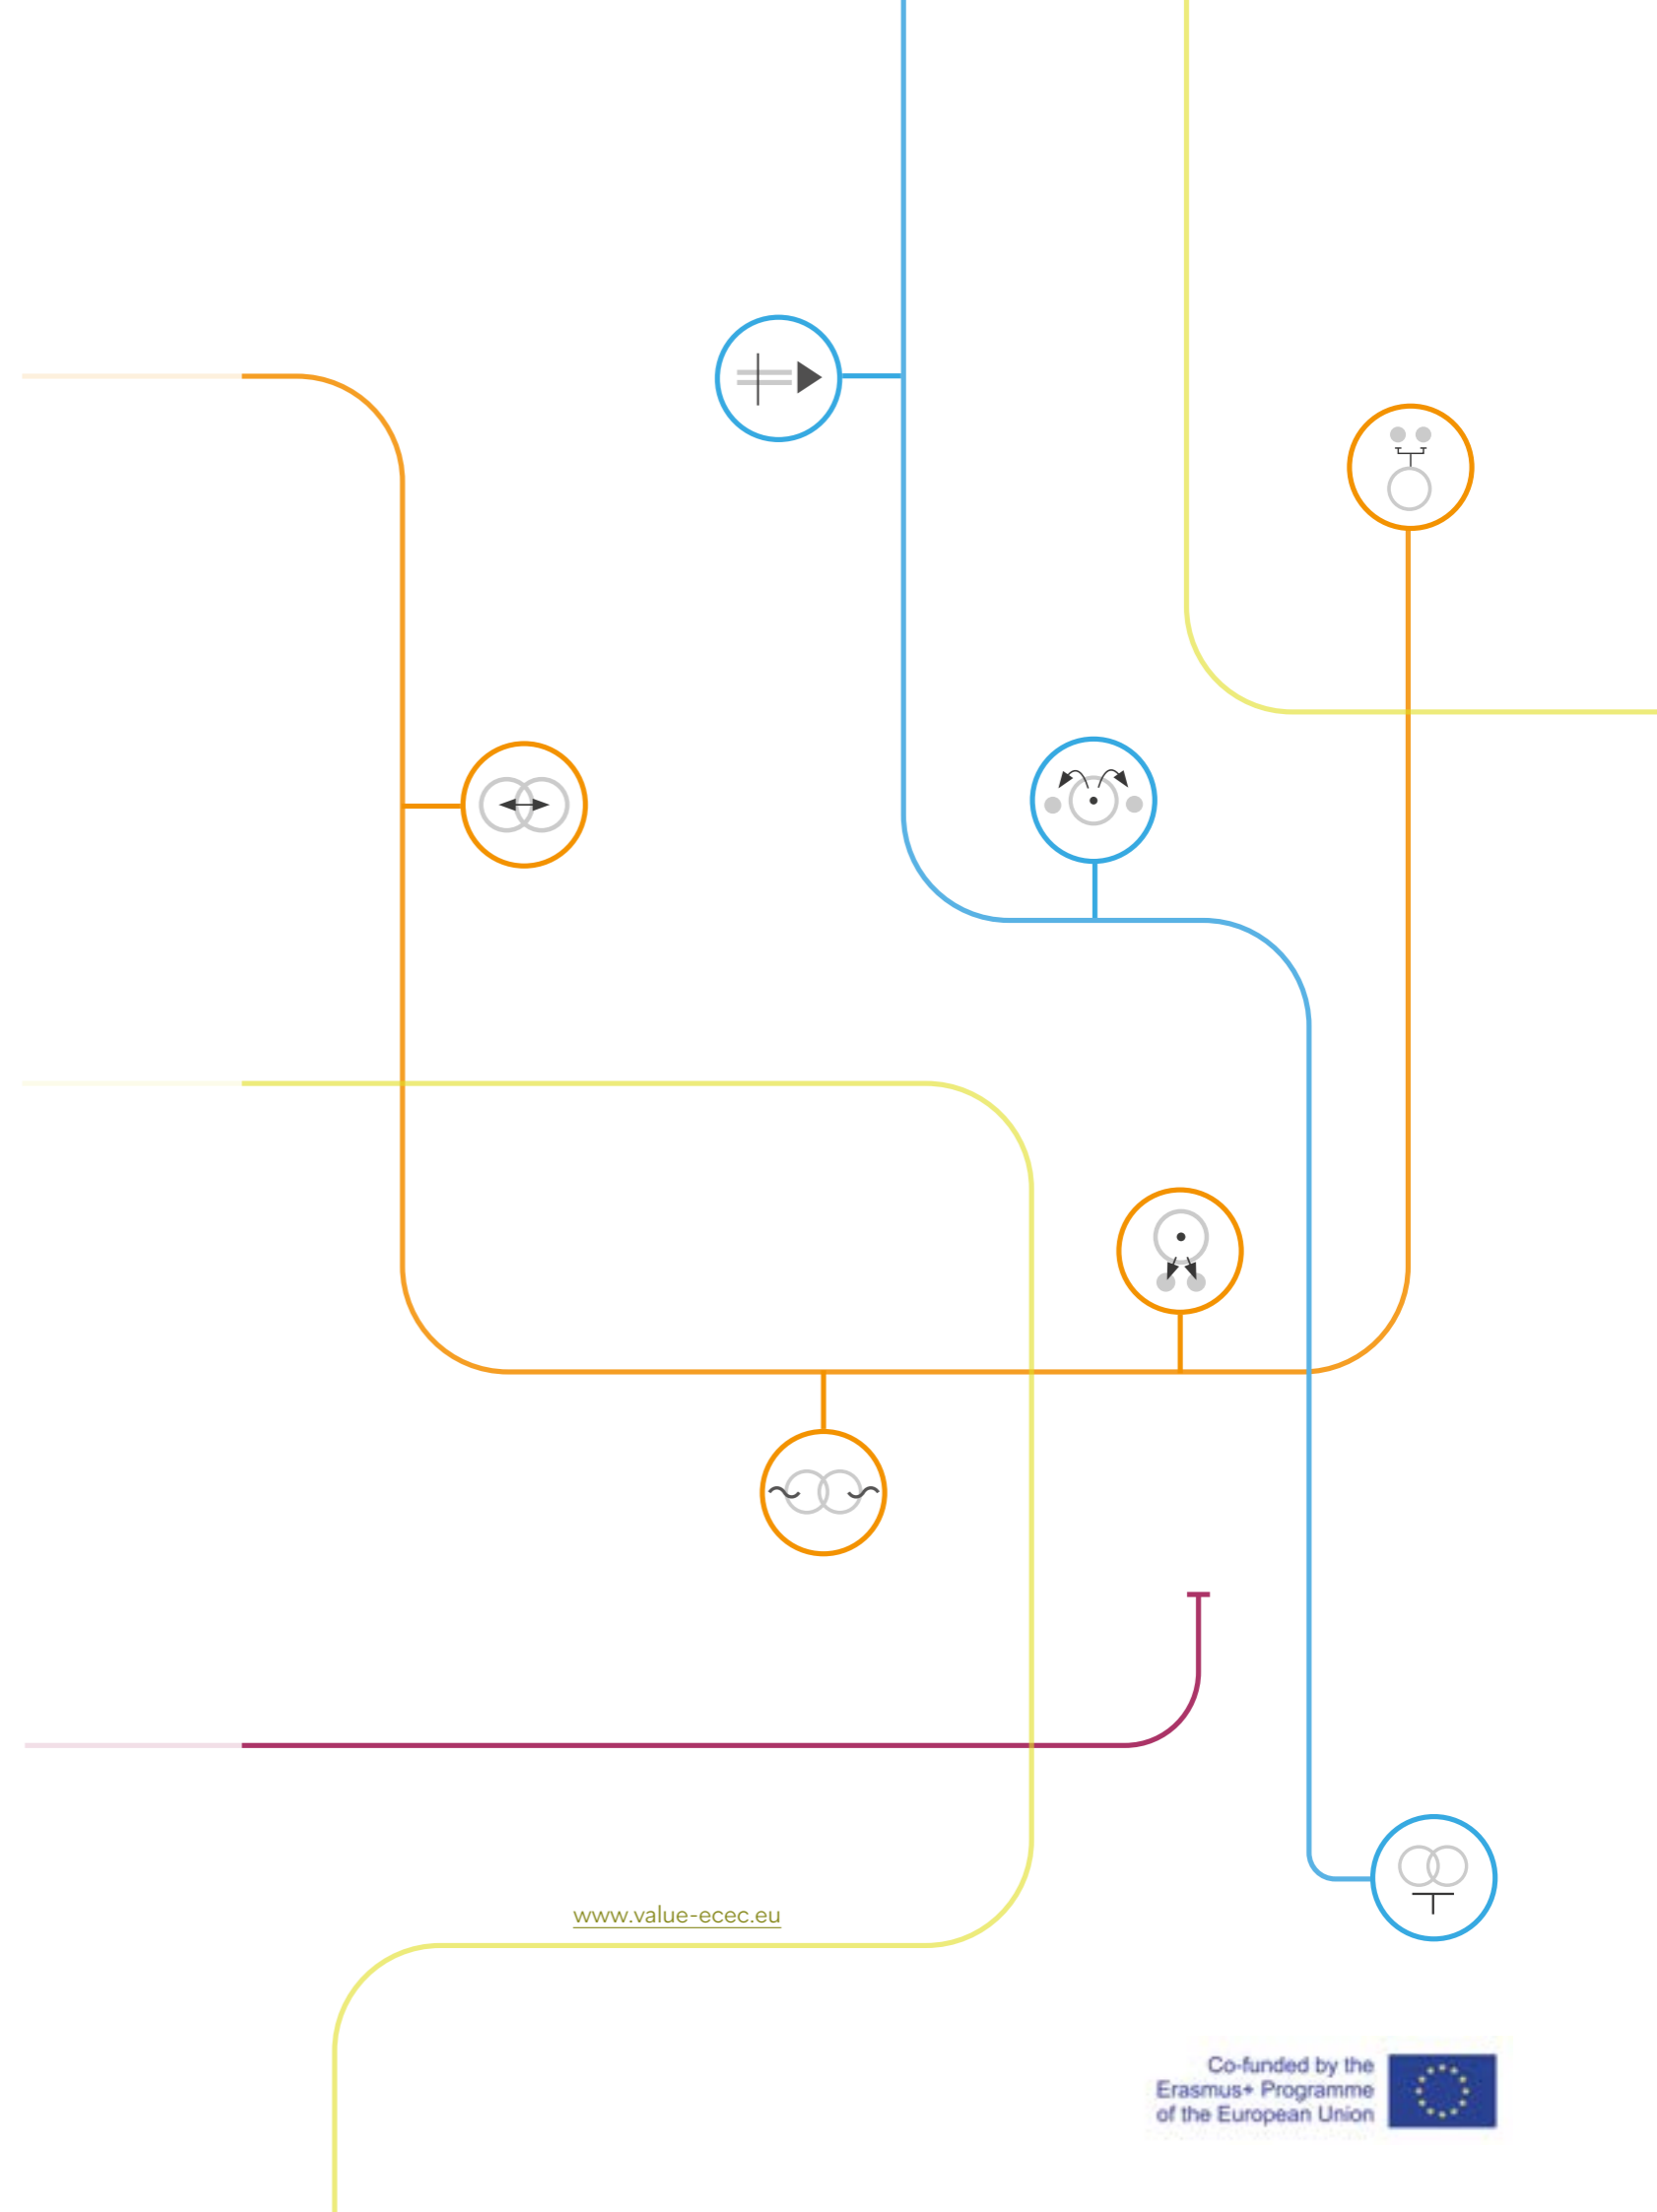 www.value-ecec.eu
Co-funded by the
Erasmus+ Programme
of the European Union